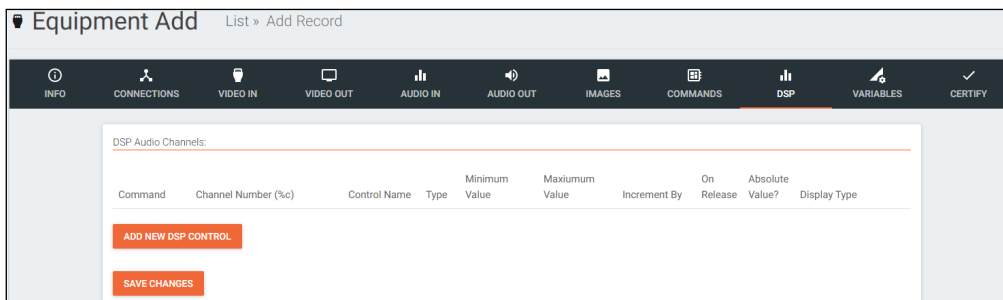 Equipment Add List » Add Record
INFO CONNECTIONS VIDEO IN VIDEO OUT AUDIO IN AUDIO OUT IMAGES COMMANDS DSP VARIABLES CERTIFY
DSP Audio Channels:
Minimum Maxiumum On Absolute
Command Channel Number (%c) Control Name Type Value Value Increment By Release Value? Display Type
ADD NEW DSP CONTROL
SAVE CHANGES